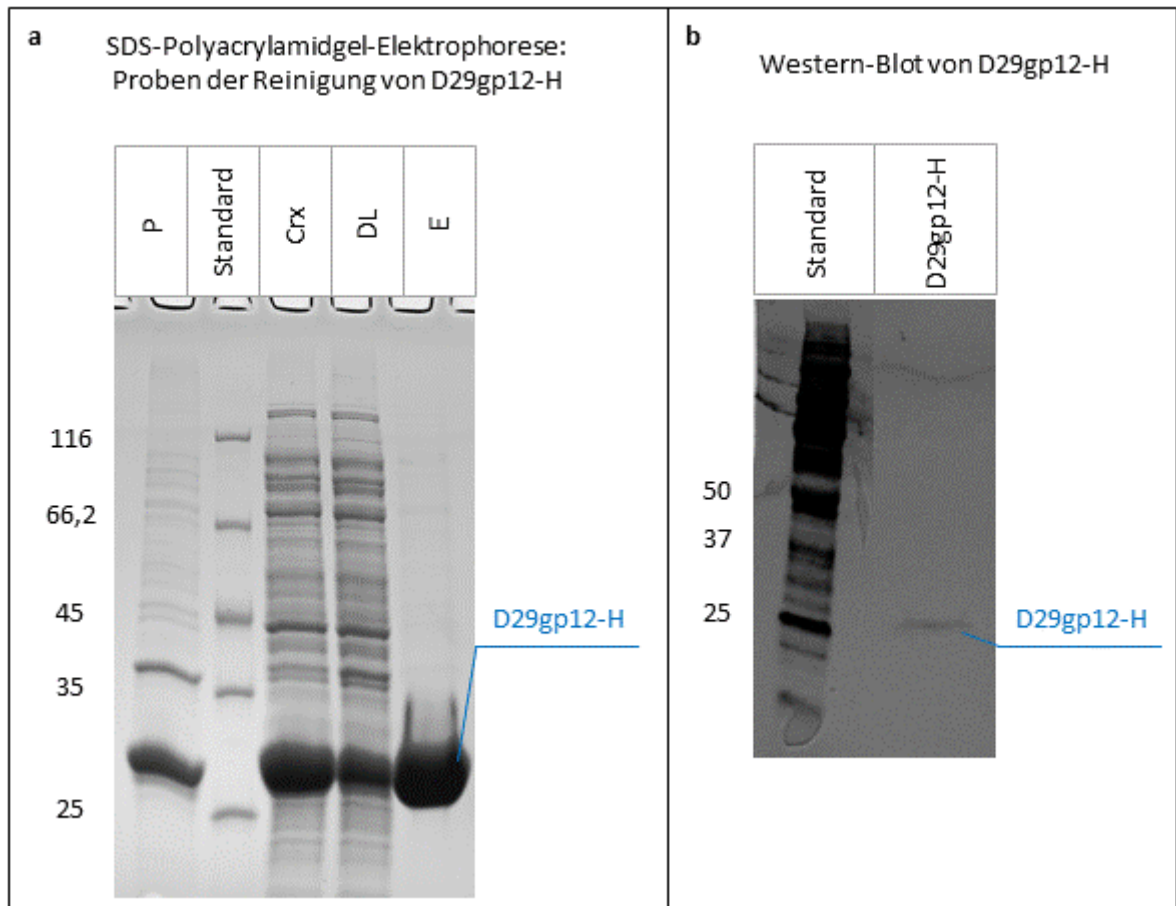 a
SDS-Polyacrylamidgel-Elektrophorese:
Proben der Reinigung von D29gp12-H
P
Standard
Crx
DL
E
116
66,2
45
35
25
D29gp12-H
b
Western-Blot von D29gp12-H
Standard
D29gp12-H
50
37
25
D29gp12-H